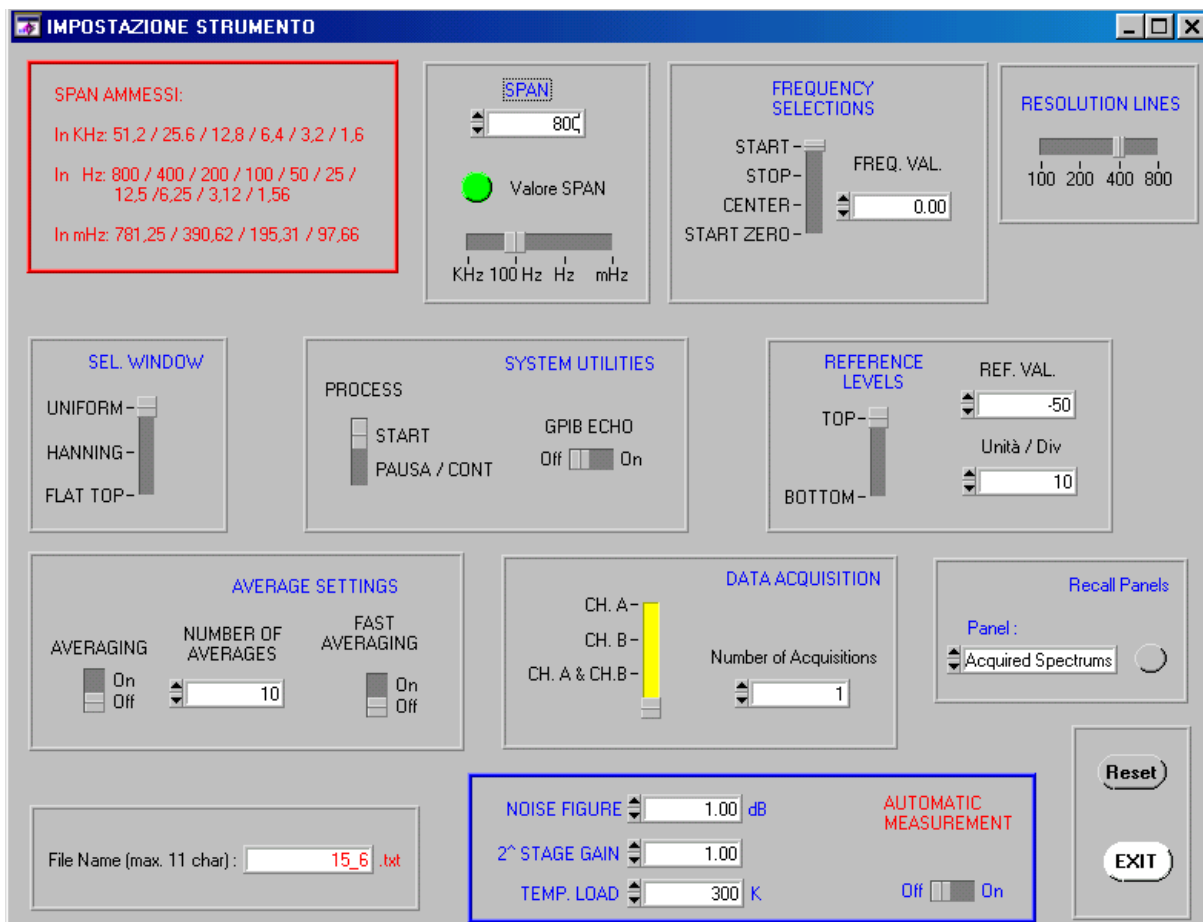 IMPOSTAZIONE STRUMENTO
SPAN AMMESSI:
In KHz: 51,2 / 25.6 / 12,8 / 6,4 / 3,2 / 1,6
In Hz: 800 / 400 / 200 / 100 / 50 / 25 /
12,5 /6,25 / 3,12 / 1,56
In mHz: 781,25 / 390,62 / 195,31 / 97,66
SPAN
800
Valore SPAN
KHz 100 Hz Hz mHz
FREQUENCY
SELECTIONS
START
STOP
CENTER
START ZERO
FREQ. VAL.
0.00
RESOLUTION LINES
100 200 400 800
SEL. WINDOW
UNIFORM
HANNING
FLAT TOP
SYSTEM UTILITIES
PROCESS
START
PAUSA / CONT
GPIB ECHO
Off On
REFERENCE
LEVELS
TOP
BOTTOM
REF. VAL.
-50
Unità / Div
10
AVERAGE SETTINGS
AVERAGING
On
Off
NUMBER OF
AVERAGES
10
FAST
AVERAGING
On
Off
DATA ACQUISITION
CH. A
CH. B
CH. A & CH.B
Number of Acquisitions
1
Recall Panels
Panel :
Acquired Spectrums
Reset
EXIT
File Name (max. 11 char) : 15_6 .txt
NOISE FIGURE 1.00 dB
2^ STAGE GAIN 1.00
TEMP. LOAD 300 K
AUTOMATIC
MEASUREMENT
Off On